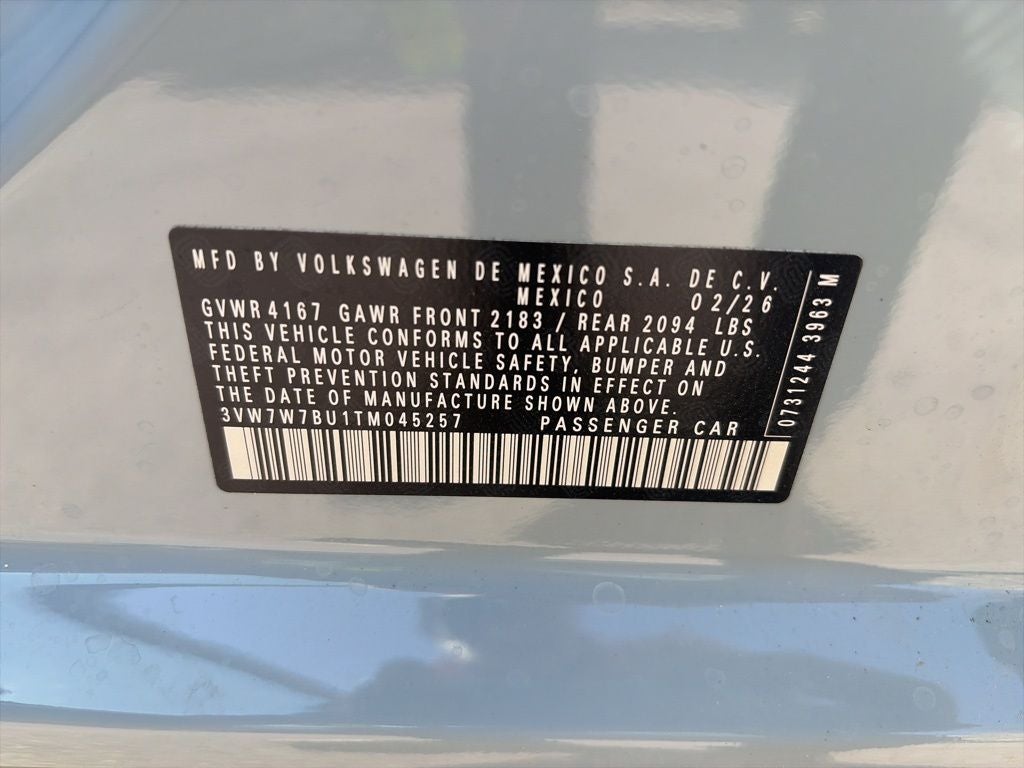 MFD BY VOLKSWAGEN DE MEXICO S.A. DE C.V.
MEXICO 02/26
GVWR 4167 GAWR FRONT 2183 / REAR 2094 LBS
THIS VEHICLE CONFORMS TO ALL APPLICABLE U.S.
FEDERAL MOTOR VEHICLE SAFETY, BUMPER AND
THEFT PREVENTION STANDARDS IN EFFECT ON
THE DATE OF MANUFACTURE SHOWN ABOVE.
3VW7W7BU1TM045257 PASSENGER CAR
0731244 3963 M